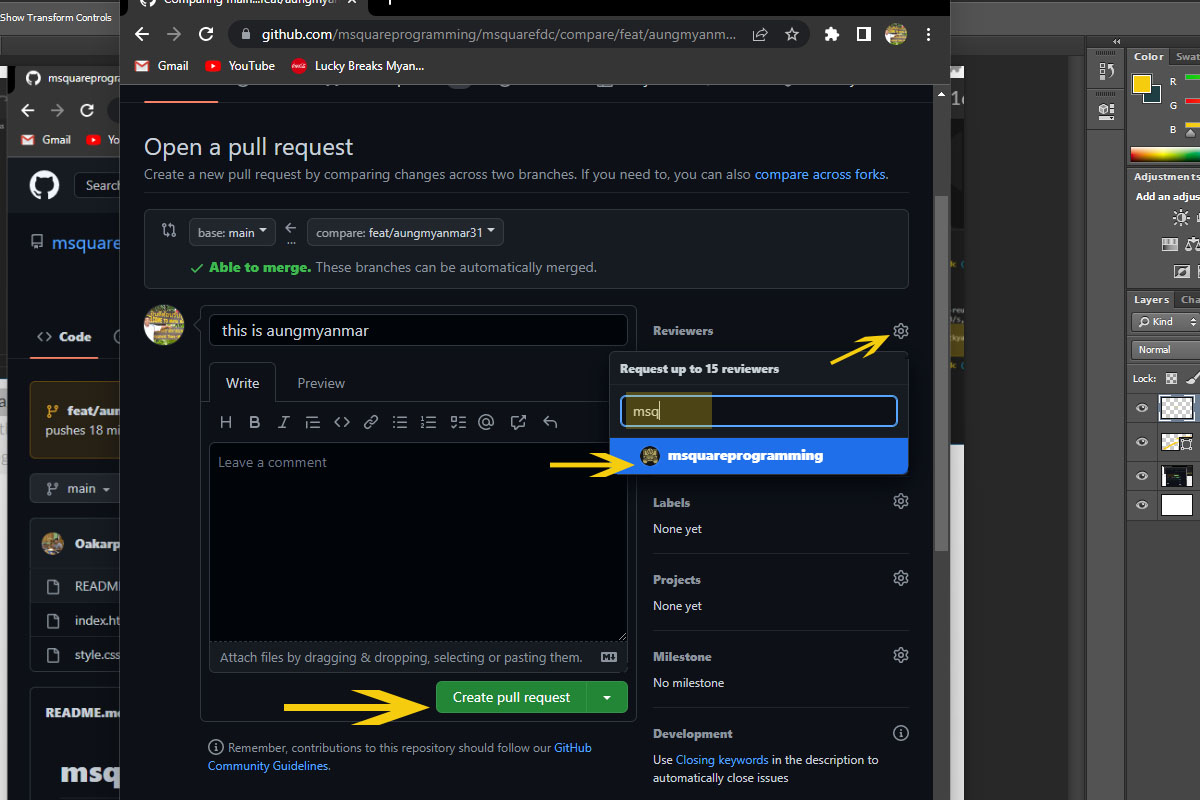 Show Transform Controls
Comparing main...feat/aungmyanm
github.com/msquareprogramming/msquarefdc/compare/feat/aungmyanm...
Gmail
YouTube
Lucky Breaks Myan...
msquareprogra
Gmail
Yo
Search
msquare
Code
feat/aun
pushes 18 mi
main
Oakarp
READM
index.ht
style.css
README.md
msq
Open a pull request
Create a new pull request by comparing changes across two branches. If you need to, you can also compare across forks.
base: main
...
compare: feat/aungmyanmar31
Able to merge. These branches can be automatically merged.
this is aungmyanmar
Write
Preview
Leave a comment
Attach files by dragging & dropping, selecting or pasting them.
Create pull request
Remember, contributions to this repository should follow our GitHub
Community Guidelines.
Reviewers
Request up to 15 reviewers
msq
msquareprogramming
Labels
None yet
Projects
None yet
Milestone
No milestone
Development
Use Closing keywords in the description to
automatically close issues
Color
Swat
R
G
B
Adjustments
Add an adjus
Layers
Cha
Kind
Normal
Lock: